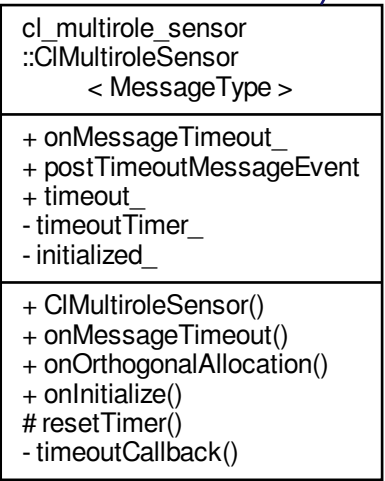 cl_multirole_sensor
::ClMultiroleSensor
< MessageType >
+ onMessageTimeout_
+ postTimeoutMessageEvent
+ timeout_
- timeoutTimer_
- initialized_
+ ClMultiroleSensor()
+ onMessageTimeout()
+ onOrthogonalAllocation()
+ onInitialize()
# resetTimer()
- timeoutCallback()